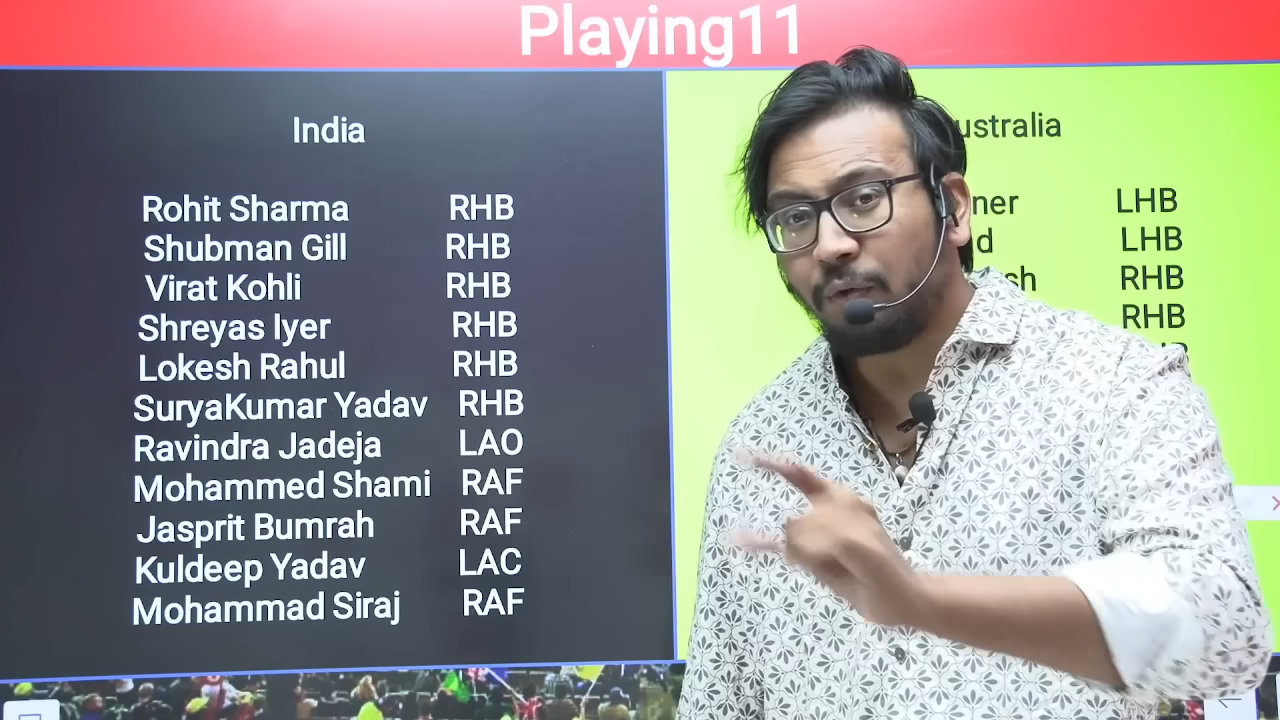 Playing11
India
Rohit Sharma RHB
Shubman Gill RHB
Virat Kohli RHB
Shreyas Iyer RHB
Lokesh Rahul RHB
SuryaKumar Yadav RHB
Ravindra Jadeja LAO
Mohammed Shami RAF
Jasprit Bumrah RAF
Kuldeep Yadav LAC
Mohammad Siraj RAF
ustralia
ner LHB
d LHB
sh RHB
RHB